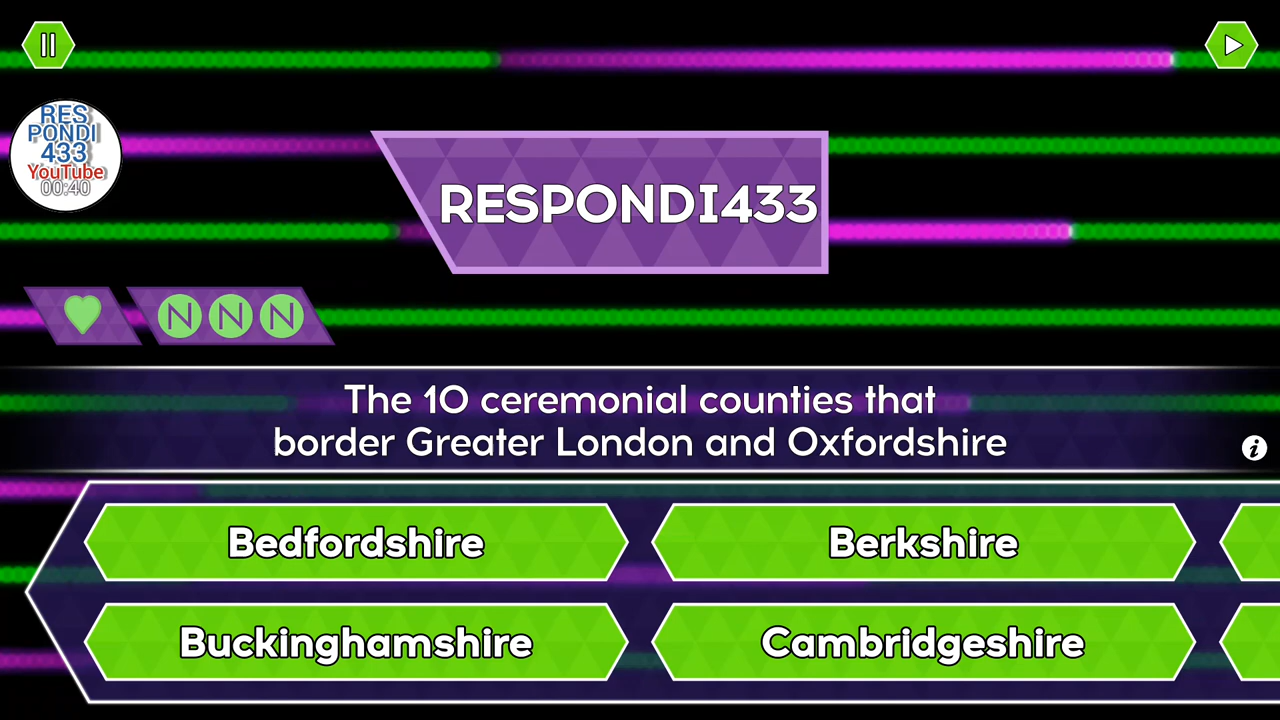 RES
PONDI
433
YouTube
00:40
RESPONDI433
N N N
The 10 ceremonial counties that
border Greater London and Oxfordshire
i
Bedfordshire
Berkshire
Buckinghamshire
Cambridgeshire